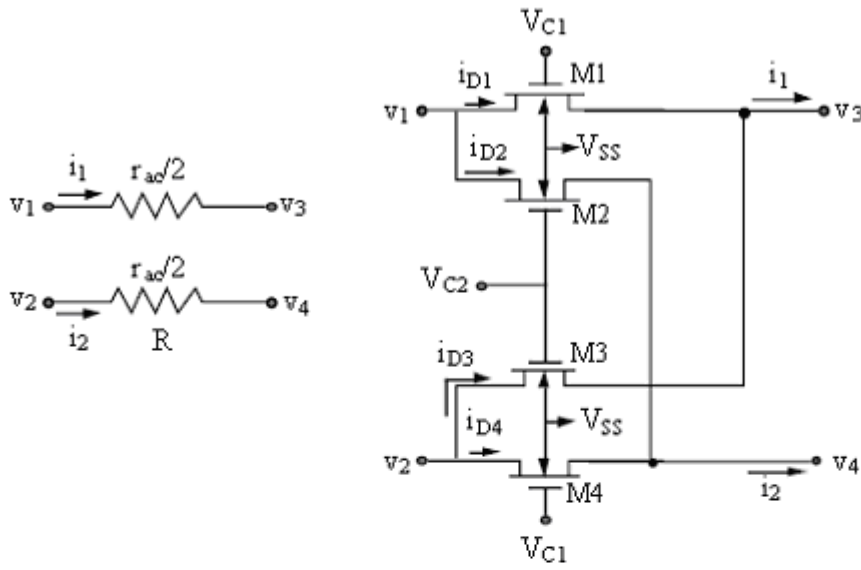 i1
rac/2
v1
v3
rac/2
v2
v4
i2
R
VC1
M1
iD1
i1
v1
v3
VSS
iD2
M2
VC2
M3
iD3
VSS
iD4
v2
v4
M4
i2
VC1